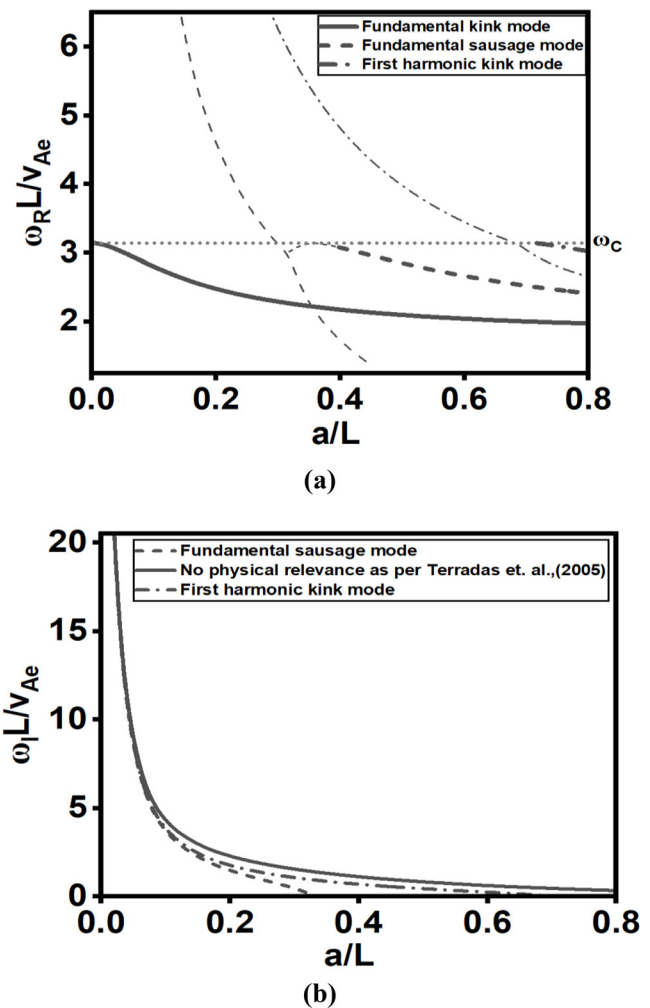 Fundamental kink mode
Fundamental sausage mode
First harmonic kink mode
ω_R L/v_Ae
6
5
4
3
2
ω_C
0.0 0.2 0.4 0.6 0.8
a/L
(a)
Fundamental sausage mode
No physical relevance as per Terradas et. al.,(2005)
First harmonic kink mode
ω_I L/v_Ae
20
15
10
5
0
0.0 0.2 0.4 0.6 0.8
a/L
(b)